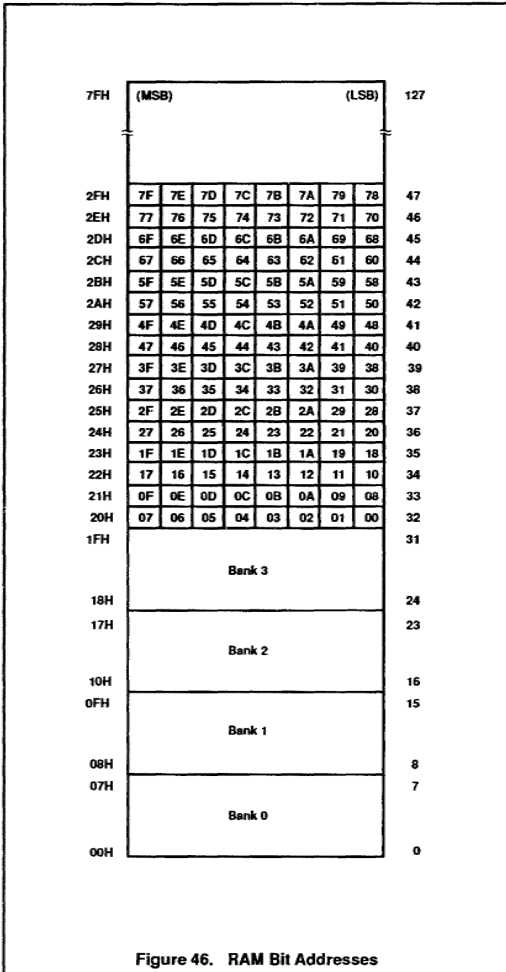 7FH (MSB) (LSB) 127
2FH 7F 7E 7D 7C 7B 7A 79 78 47
2EH 77 76 75 74 73 72 71 70 46
2DH 6F 6E 6D 6C 6B 6A 69 68 45
2CH 67 66 65 64 63 62 61 60 44
2BH 5F 5E 5D 5C 5B 5A 59 58 43
2AH 57 56 55 54 53 52 51 50 42
29H 4F 4E 4D 4C 4B 4A 49 48 41
28H 47 46 45 44 43 42 41 40 40
27H 3F 3E 3D 3C 3B 3A 39 38 39
26H 37 36 35 34 33 32 31 30 38
25H 2F 2E 2D 2C 2B 2A 29 28 37
24H 27 26 25 24 23 22 21 20 36
23H 1F 1E 1D 1C 1B 1A 19 18 35
22H 17 16 15 14 13 12 11 10 34
21H 0F 0E 0D 0C 0B 0A 09 08 33
20H 07 06 05 04 03 02 01 00 32
1FH 31
Bank 3
18H 24
17H 23
Bank 2
10H 16
0FH 15
Bank 1
08H 8
07H 7
Bank 0
00H 0
Figure 46. RAM Bit Addresses